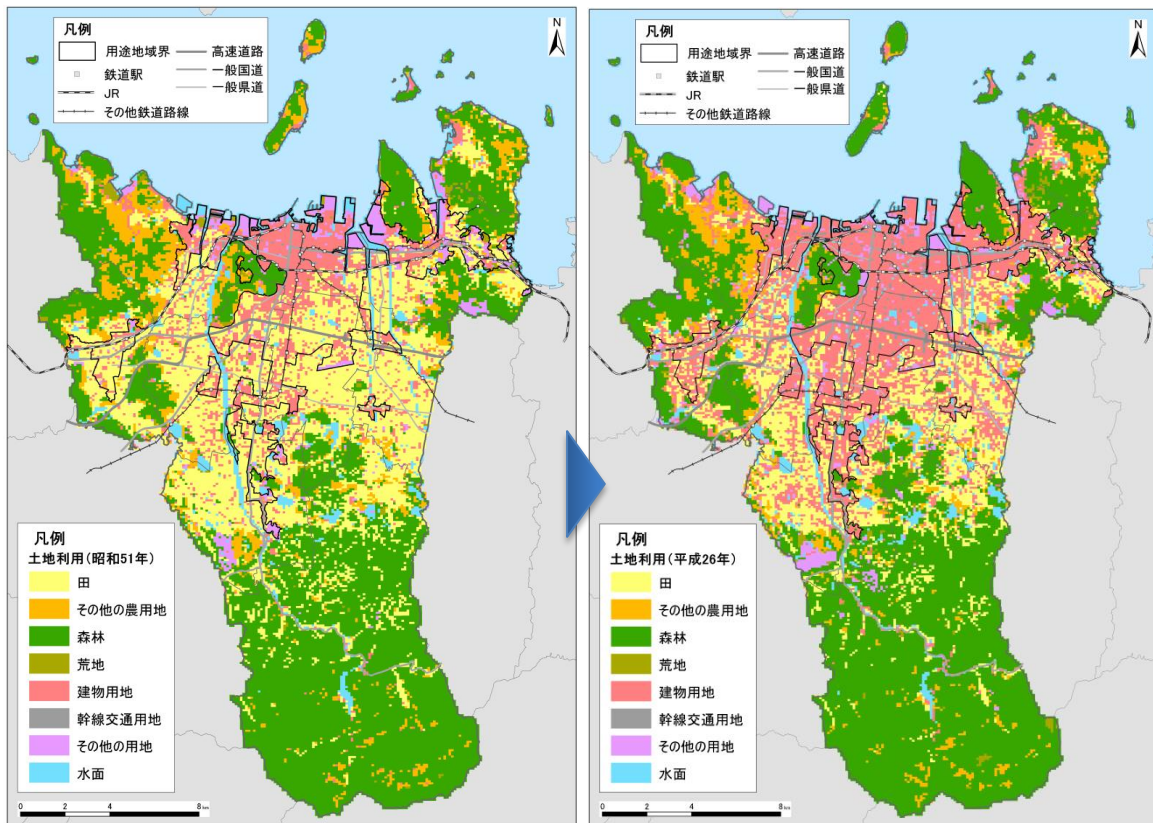 凡例
用途地域界
高速道路
鉄道駅
一般国道
JR
一般県道
その他鉄道路線
N
凡例
土地利用(昭和51年)
田
その他の農用地
森林
荒地
建物用地
幹線交通用地
その他の用地
水面
0 2 4 8 km
凡例
用途地域界
高速道路
鉄道駅
一般国道
JR
一般県道
その他鉄道路線
N
凡例
土地利用(平成26年)
田
その他の農用地
森林
荒地
建物用地
幹線交通用地
その他の用地
水面
0 2 4 8 km